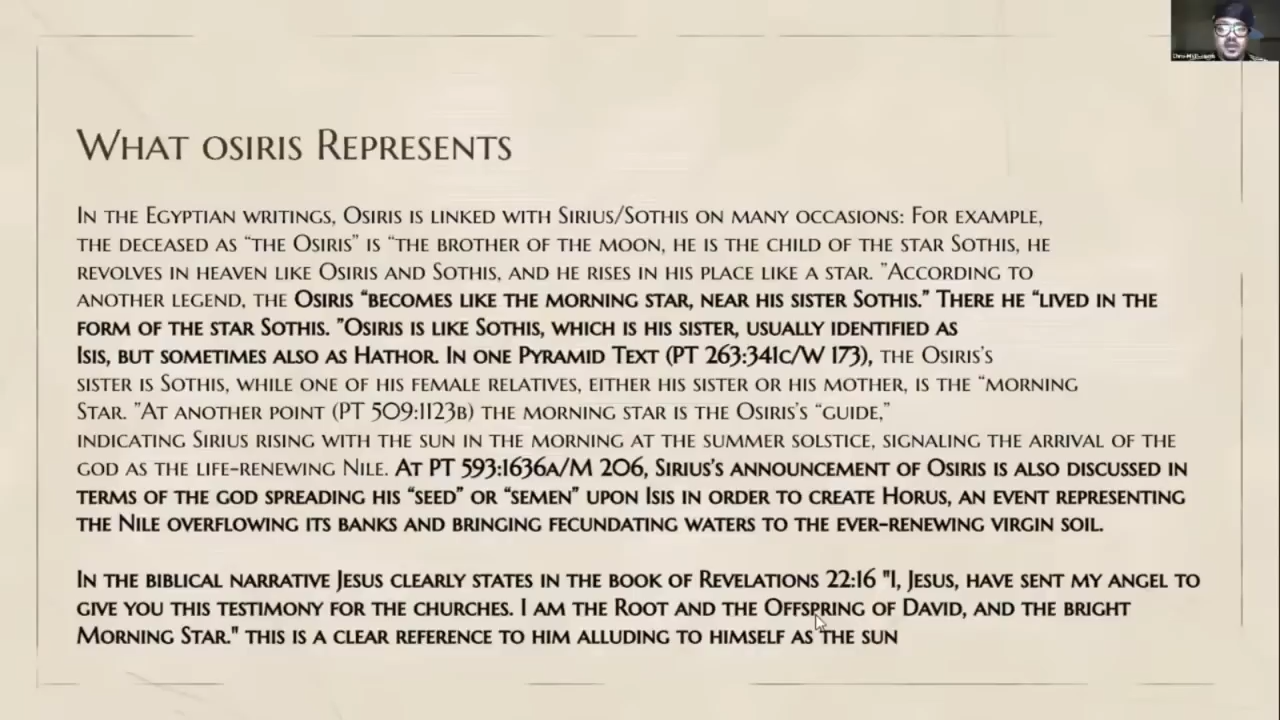 What osiris Represents
In the Egyptian writings, Osiris is linked with Sirius/Sothis on many occasions: For example,
the deceased as “the Osiris” is “the brother of the moon, he is the child of the star Sothis, he
revolves in heaven like Osiris and Sothis, and he rises in his place like a star. ”According to
another legend, the Osiris “becomes like the morning star, near his sister Sothis.” There he “lived in the
form of the star Sothis. ”Osiris is like Sothis, which is his sister, usually identified as
Isis, but sometimes also as Hathor. In one Pyramid Text (PT 263:341c/W 173), the Osiris’s
sister is Sothis, while one of his female relatives, either his sister or his mother, is the “morning
Star. ”At another point (PT 509:1123b) the morning star is the Osiris’s “guide,”
indicating Sirius rising with the sun in the morning at the summer solstice, signaling the arrival of the
god as the life-renewing Nile. At PT 593:1636a/M 206, Sirius’s announcement of Osiris is also discussed in
terms of the god spreading his “seed” or “semen” upon Isis in order to create Horus, an event representing
the Nile overflowing its banks and bringing fecundating waters to the ever-renewing virgin soil.
In the biblical narrative Jesus clearly states in the book of Revelations 22:16 "I, Jesus, have sent my angel to
give you this testimony for the churches. I am the Root and the Offspring of David, and the bright
Morning Star." this is a clear reference to him alluding to himself as the sun